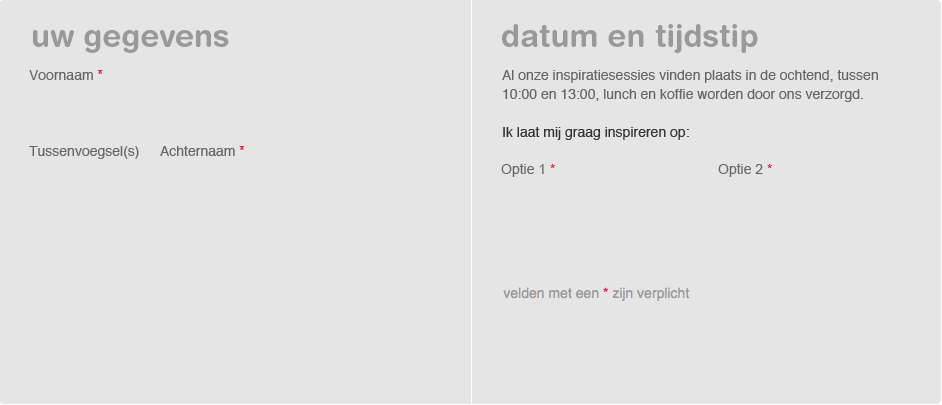 uw gegevens
Voornaam *
Tussenvoegsel(s) Achternaam *
datum en tijdstip
Al onze inspiratiesessies vinden plaats in de ochtend, tussen
10:00 en 13:00, lunch en koffie worden door ons verzorgd.
Ik laat mij graag inspireren op:
Optie 1 * Optie 2 *
velden met een * zijn verplicht